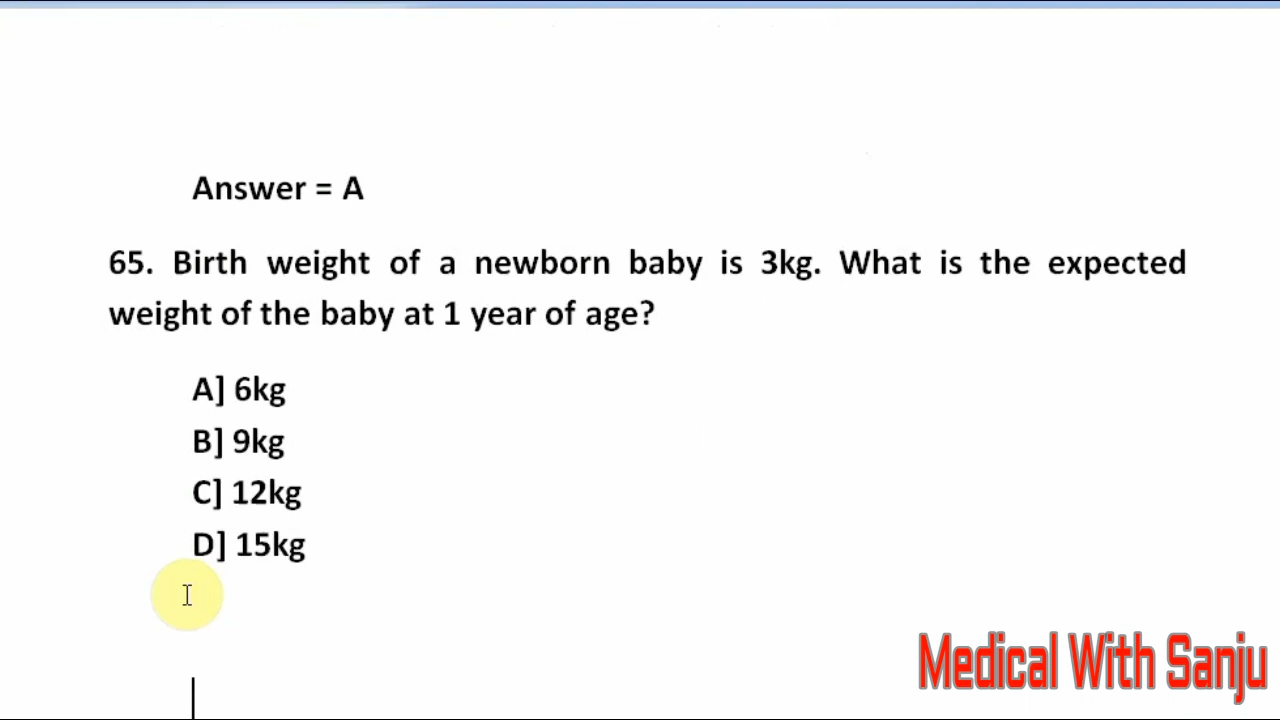 Answer = A
65. Birth weight of a newborn baby is 3kg. What is the expected
weight of the baby at 1 year of age?
A] 6kg
B] 9kg
C] 12kg
D] 15kg
Medical With Sanju